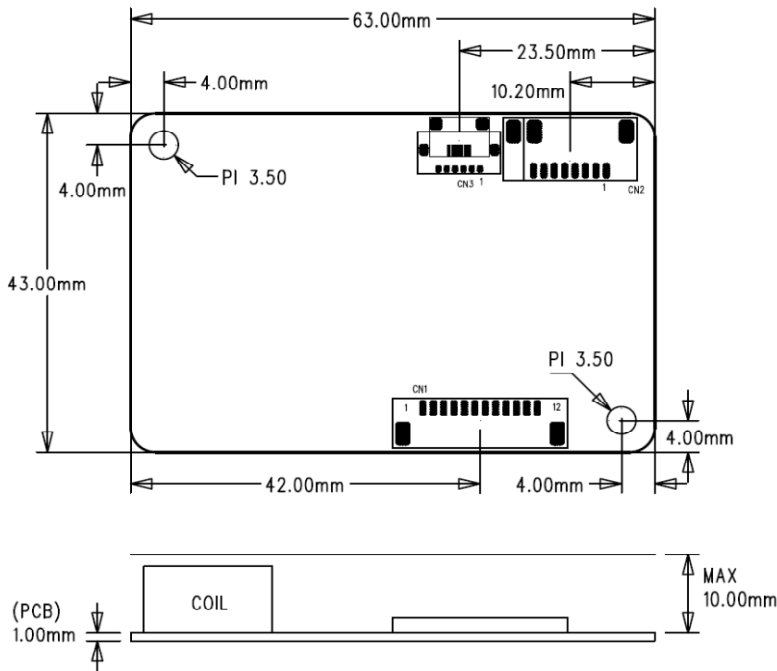 63.00mm
23.50mm
4.00mm
10.20mm
4.00mm
PI 3.50
CN3 1
1 CN2
43.00mm
PI 3.50
CN1
1 12
4.00mm
42.00mm
4.00mm
COIL
MAX
10.00mm
(PCB)
1.00mm